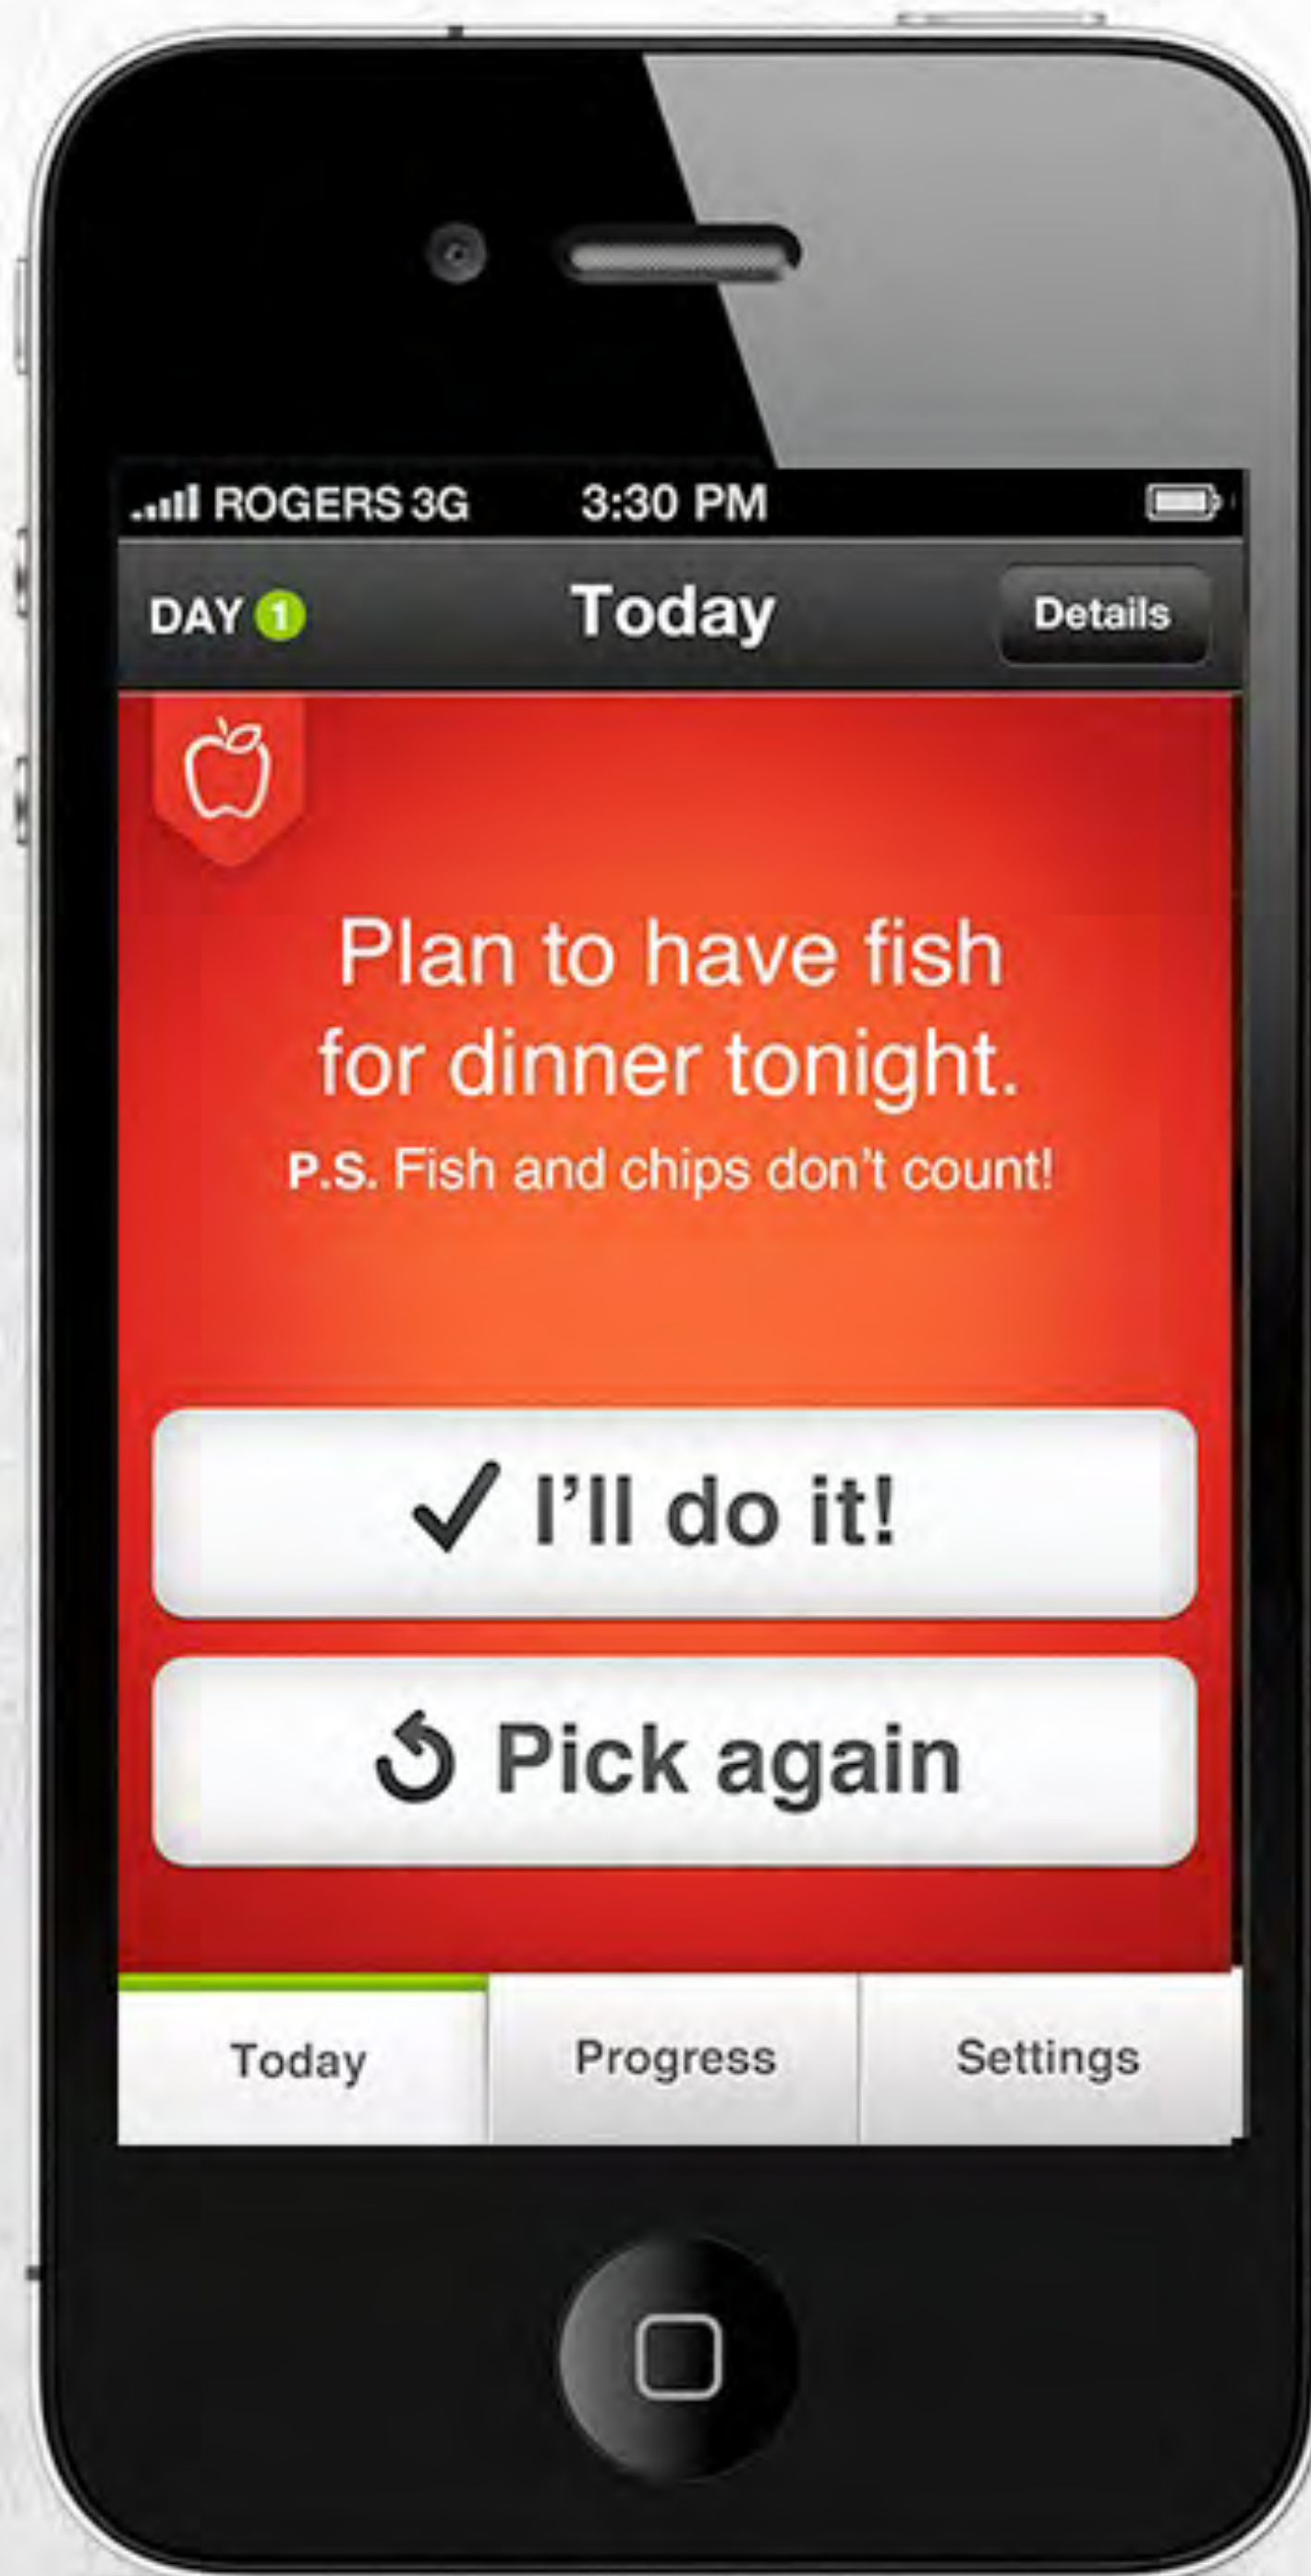 ROGERS 3G 3:30 PM
DAY 1 Today Details
Plan to have fish
for dinner tonight.
P.S. Fish and chips don't count!
I'll do it!
Pick again
Today Progress Settings